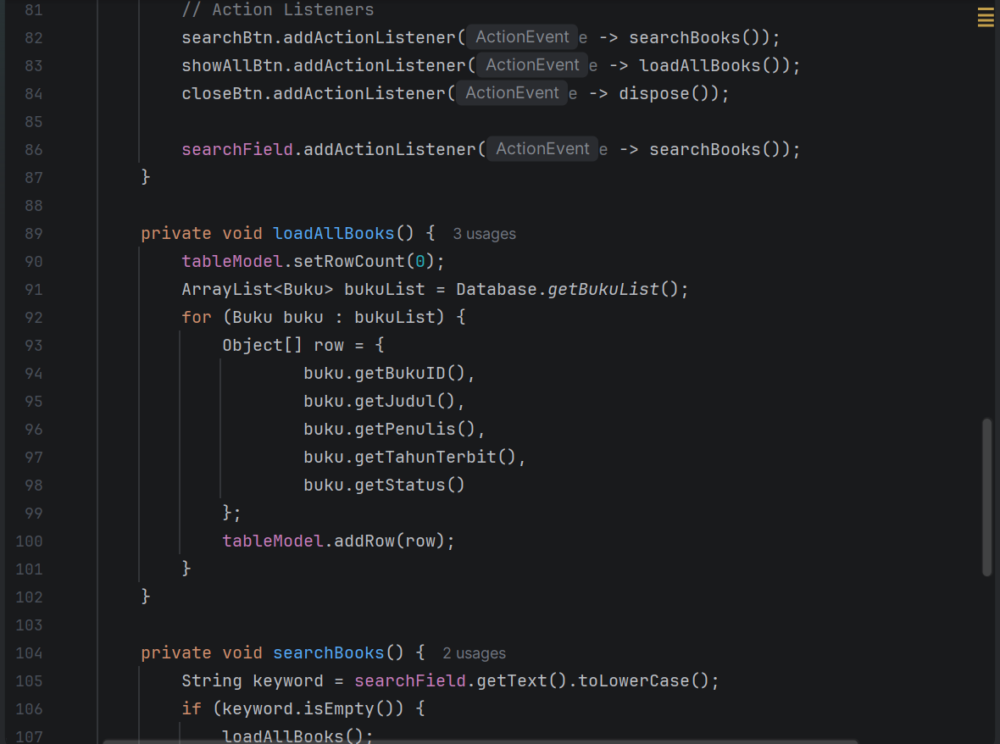 81 // Action Listeners
82 searchBtn.addActionListener( ActionEvent e -> searchBooks());
83 showAllBtn.addActionListener( ActionEvent e -> loadAllBooks());
84 closeBtn.addActionListener( ActionEvent e -> dispose());
85
86 searchField.addActionListener( ActionEvent e -> searchBooks());
87 }
88
89 private void loadAllBooks() { 3 usages
90 tableModel.setRowCount(0);
91 ArrayList<Buku> bukuList = Database.getBukuList();
92 for (Buku buku : bukuList) {
93 Object[] row = {
94 buku.getBukuID(),
95 buku.getJudul(),
96 buku.getPenulis(),
97 buku.getTahunTerbit(),
98 buku.getStatus()
99 };
100 tableModel.addRow(row);
101 }
102 }
103
104 private void searchBooks() { 2 usages
105 String keyword = searchField.getText().toLowerCase();
106 if (keyword.isEmpty()) {
107 loadAllBooks();